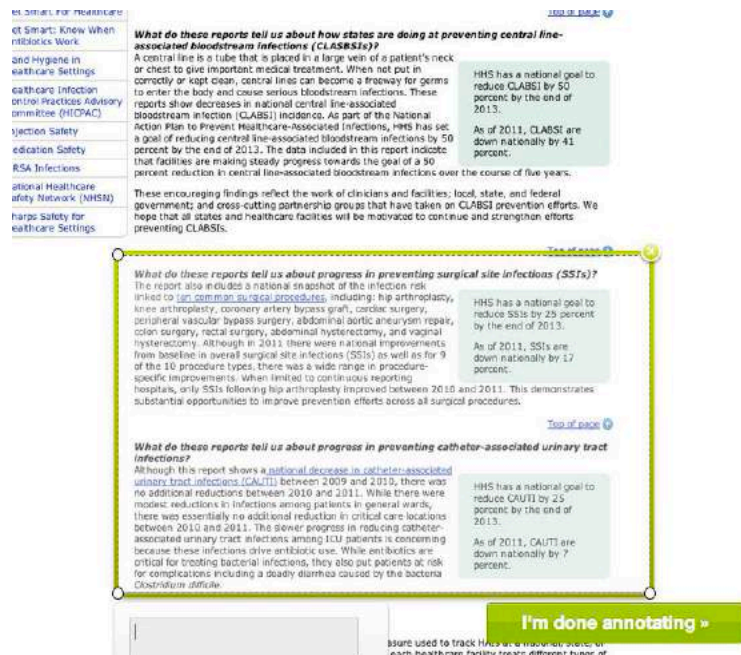 et Smart: For Healthcare
et Smart: Know When
ntibiotics Work
and Hygiene in
ealthcare Settings
ealthcare Infection
ontrol Practices Advisory
ommittee (HICPAC)
njection Safety
edication Safety
RSA Infections
ational Healthcare
afety Network (NHSN)
harps Safety for
ealthcare Settings
Top of page
What do these reports tell us about how states are doing at preventing central line-
associated bloodstream infections (CLASBSIs)?
A central line is a tube that is placed in a large vein of a patient's neck
or chest to give important medical treatment. When not put in
correctly or kept clean, central lines can become a freeway for germs
to enter the body and cause serious bloodstream infections. These
reports show decreases in national central line-associated
bloodstream infection (CLABSI) incidence. As part of the National
Action Plan to Prevent Healthcare-Associated Infections, HHS has set
a goal of reducing central line-associated bloodstream infections by 50
percent by the end of 2013. The data included in this report indicate
that facilities are making steady progress towards the goal of a 50
percent reduction in central line-associated bloodstream infections over the course of five years.
HHS has a national goal to
reduce CLABSI by 50
percent by the end of
2013.
As of 2011, CLABSI are
down nationally by 41
percent.
These encouraging findings reflect the work of clinicians and facilities; local, state, and federal
government; and cross-cutting partnership groups that have taken on CLABSI prevention efforts. We
hope that all states and healthcare facilities will be motivated to continue and strengthen efforts
preventing CLABSIs.
Top of page
What do these reports tell us about progress in preventing surgical site infections (SSIs)?
The report also includes a national snapshot of the infection risk
linked to ten common surgical procedures, including: hip arthroplasty,
knee arthroplasty, coronary artery bypass graft, cardiac surgery,
peripheral vascular bypass surgery, abdominal aortic aneurysm repair,
colon surgery, rectal surgery, abdominal hysterectomy, and vaginal
hysterectomy. Although in 2011 there were national improvements
from baseline in overall surgical site infections (SSIs) as well as for 9
of the 10 procedure types, there was a wide range in procedure-
specific improvements. When limited to continuous reporting
hospitals, only SSIs following hip arthroplasty improved between 2010 and 2011. This demonstrates
substantial opportunities to improve prevention efforts across all surgical procedures.
HHS has a national goal to
reduce SSIs by 25 percent
by the end of 2013.
As of 2011, SSIs are
down nationally by 17
percent.
Top of page
What do these reports tell us about progress in preventing catheter-associated urinary tract
infections?
Although this report shows a national decrease in catheter-associated
urinary tract infections (CAUTI) between 2009 and 2010, there was
no additional reductions between 2010 and 2011. While there were
modest reductions in infections among patients in general wards,
there was essentially no additional reduction in critical care locations
between 2010 and 2011. The slower progress in reducing catheter-
associated urinary tract infections among ICU patients is concerning
because these infections drive antibiotic use. While antibiotics are
critical for treating bacterial infections, they also put patients at risk
for complications including a deadly diarrhea caused by the bacteria
Clostridium difficile.
HHS has a national goal to
reduce CAUTI by 25
percent by the end of
2013.
As of 2011, CAUTI are
down nationally by 7
percent.
I'm done annotating »
asure used to track HAIs at a national, state, or
each healthcare facility treats different types of